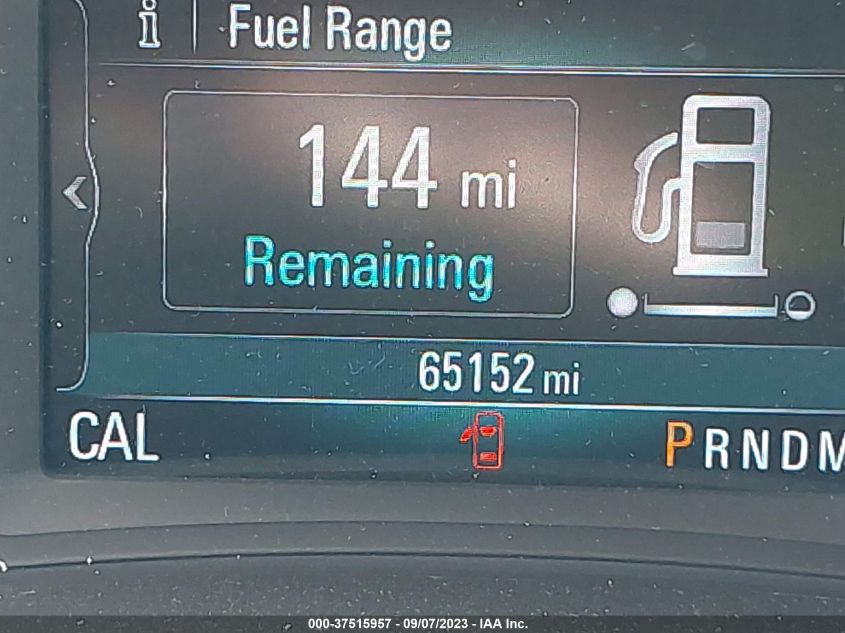 i | Fuel Range
144 mi
Remaining
65152 mi
CAL PRNDM
000-37515957 - 09/07/2023 - IAA Inc.